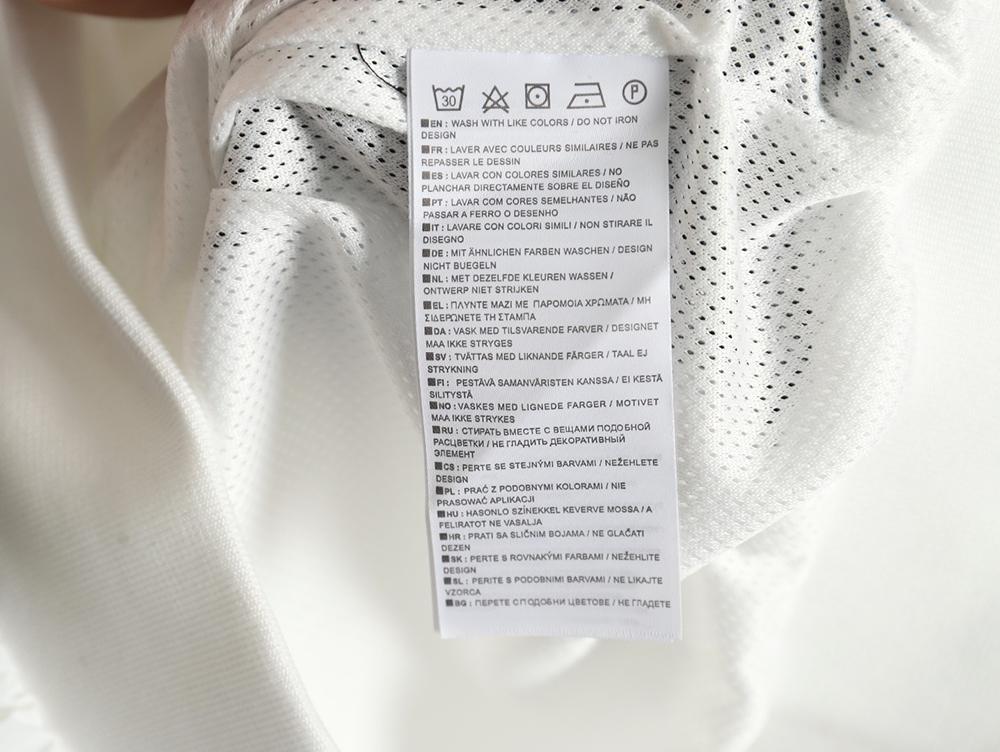 30
P
EN : WASH WITH LIKE COLORS / DO NOT IRON
DESIGN
FR : LAVER AVEC COULEURS SIMILAIRES / NE PAS
REPASSER LE DESSIN
ES : LAVAR CON COLORES SIMILARES / NO
PLANCHAR DIRECTAMENTE SOBRE EL DISEÑO
PT : LAVAR COM CORES SEMELHANTES / NÃO
PASSAR A FERRO O DESENHO
IT : LAVARE CON COLORI SIMILI / NON STIRARE IL
DISEGNO
DE : MIT ÄHNLICHEN FARBEN WASCHEN / DESIGN
NICHT BUEGELN
NL : MET DEZELFDE KLEUREN WASSEN /
ONTWERP NIET STRIJKEN
EL : ΠΛΥΝΤΕ ΜΑΖΙ ΜΕ ΠΑΡΟΜΟΙΑ ΧΡΩΜΑΤΑ / ΜΗ
ΣΙΔΕΡΩΝΕΤΕ ΤΗ ΣΤΑΜΠΑ
DA : VASK MED TILSVARENDE FARVER / DESIGNET
MAA IKKE STRYGES
SV : TVÄTTAS MED LIKNANDE FÄRGER / TAAL EJ
STRYKNING
FI : PESTÄVÄ SAMANVÄRISTEN KANSSA / EI KESTÄ
SILITYSTÄ
NO : VASKES MED LIGNEDE FARGER / MOTIVET
MAA IKKE STRYKES
RU : СТИРАТЬ ВМЕСТЕ С ВЕЩАМИ ПОДОБНОЙ
РАСЦВЕТКИ / НЕ ГЛАДИТЬ ДЕКОРАТИВНЫЙ
ЭЛЕМЕНТ
CS : PERTE SE STEJNÝMI BARVAMI / NEŽEHLETE
DESIGN
PL : PRAĆ Z PODOBNYMI KOLORAMI / NIE
PRASOWAĆ APLIKACJI
HU : HASONLO SZÍNEKKEL KEVERVE MOSSA / A
FELIRATOT NE VASALJA
HR : PRATI SA SLIČNIM BOJAMA / NE GLAČATI
DEZEN
SK : PERTE S ROVNAKÝMI FARBAMI / NEŽEHLITE
DESIGN
SL : PERITE S PODOBNIMI BARVAMI / NE LIKAJTE
VZORCA
BG : ПЕРЕТЕ С ПОДОБНИ ЦВЕТОВЕ / НЕ ГЛАДЕТЕ